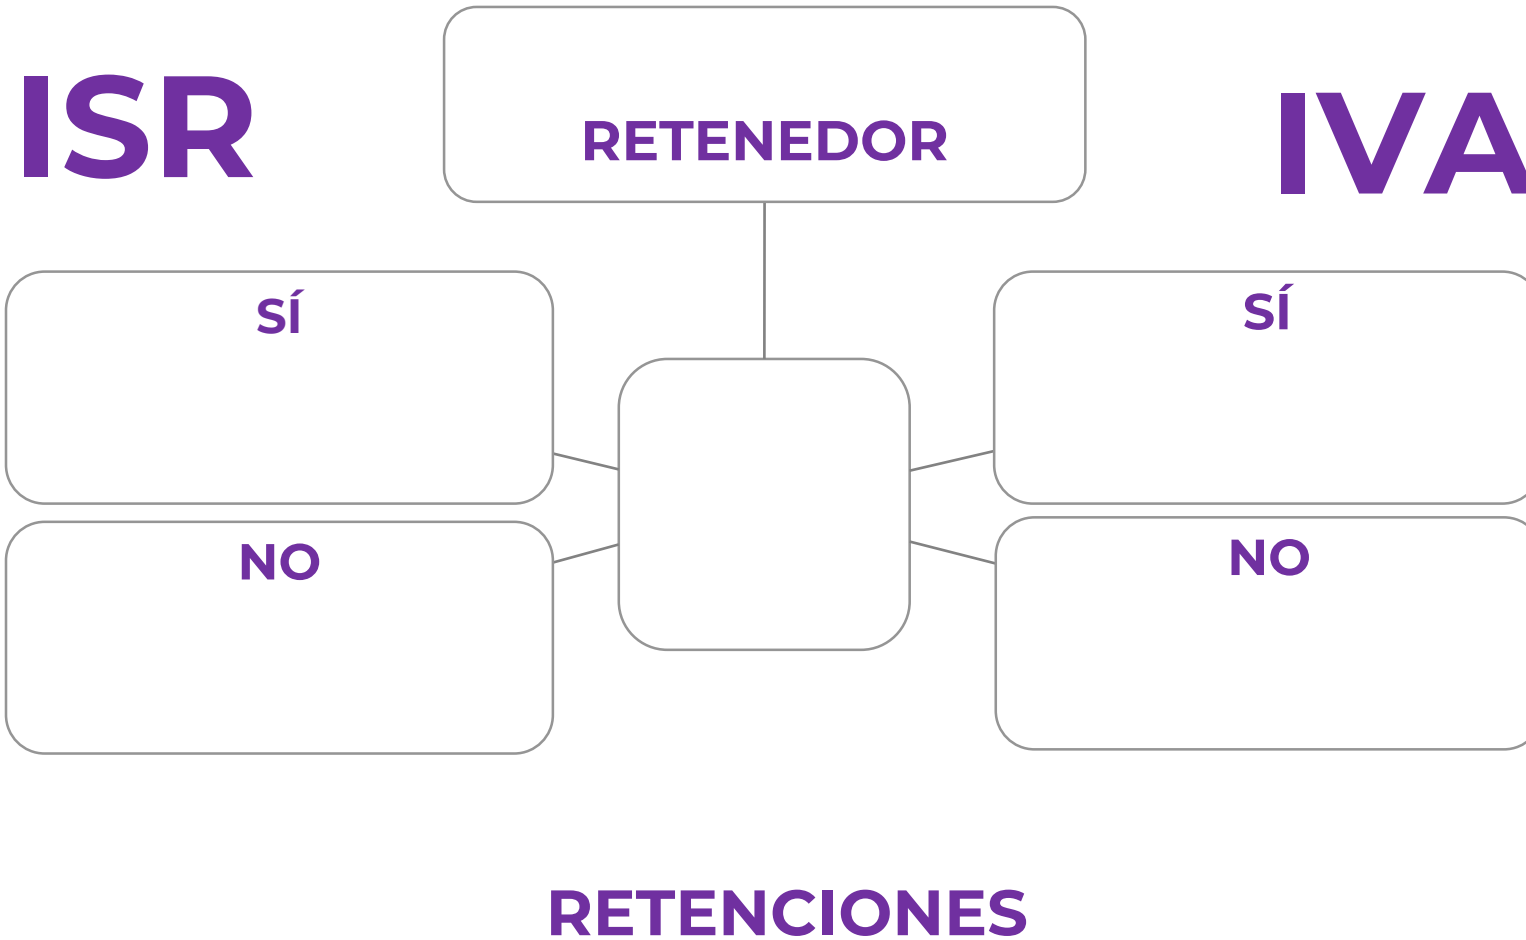 ISR
RETENEDOR
IVA
SÍ
SÍ
NO
NO
RETENCIONES